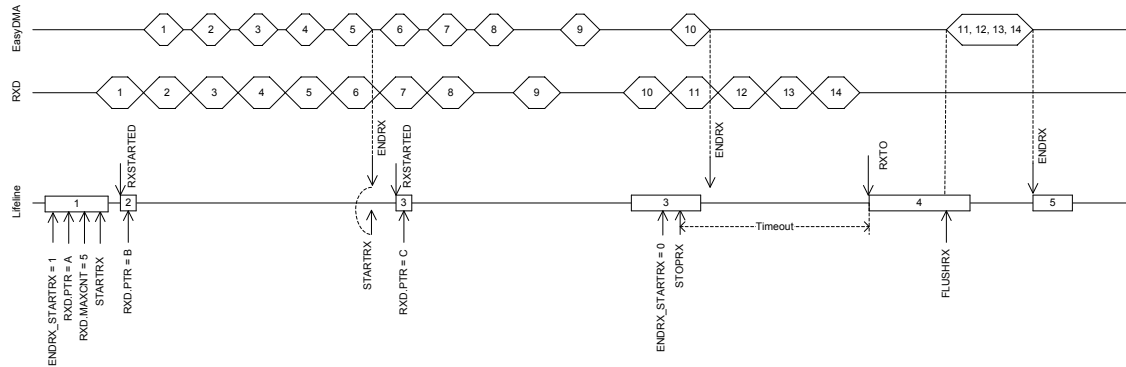 EasyDMA
1 2 3 4 5 6 7 8 9 10 11, 12, 13, 14
RXD
1 2 3 4 5 6 7 8 9 10 11 12 13 14
ENDRX
ENDRX
ENDRX
RXSTARTED
RXSTARTED
RXTO
Lifeline
1 2 3 3 4 5
Timeout
ENDRX_STARTRX = 1
RXD.PTR = A
RXD.MAXCNT = 5
STARTRX
RXD.PTR = B
STARTRX
RXD.PTR = C
ENDRX_STARTRX = 0
STOPRX
FLUSHRX